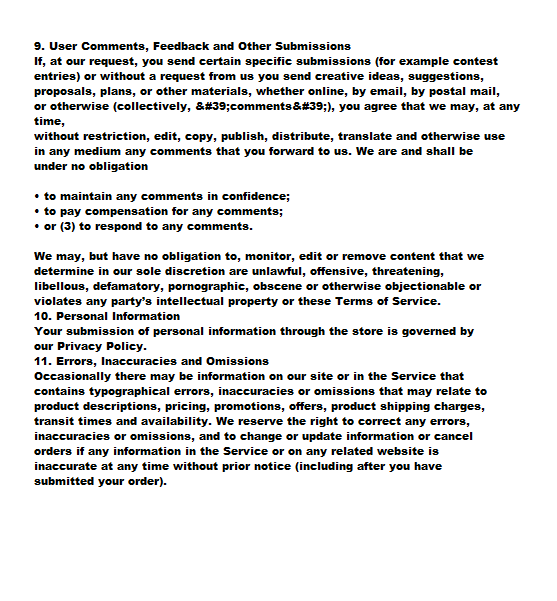 9. User Comments, Feedback and Other Submissions
If, at our request, you send certain specific submissions (for example contest
entries) or without a request from us you send creative ideas, suggestions,
proposals, plans, or other materials, whether online, by email, by postal mail,
or otherwise (collectively, &#39;comments&#39;), you agree that we may, at any
time,
without restriction, edit, copy, publish, distribute, translate and otherwise use
in any medium any comments that you forward to us. We are and shall be
under no obligation
• to maintain any comments in confidence;
• to pay compensation for any comments;
• or (3) to respond to any comments.
We may, but have no obligation to, monitor, edit or remove content that we
determine in our sole discretion are unlawful, offensive, threatening,
libellous, defamatory, pornographic, obscene or otherwise objectionable or
violates any party’s intellectual property or these Terms of Service.
10. Personal Information
Your submission of personal information through the store is governed by
our Privacy Policy.
11. Errors, Inaccuracies and Omissions
Occasionally there may be information on our site or in the Service that
contains typographical errors, inaccuracies or omissions that may relate to
product descriptions, pricing, promotions, offers, product shipping charges,
transit times and availability. We reserve the right to correct any errors,
inaccuracies or omissions, and to change or update information or cancel
orders if any information in the Service or on any related website is
inaccurate at any time without prior notice (including after you have
submitted your order).